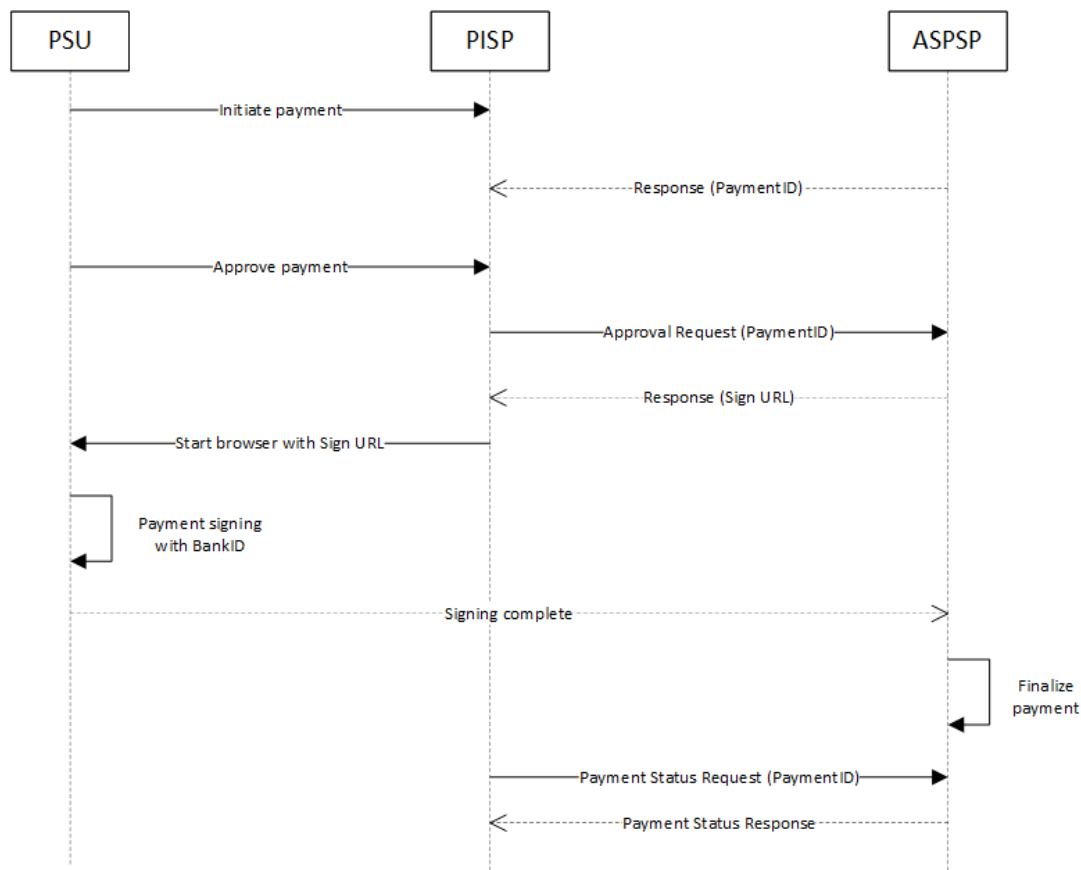 PSU
PISP
ASPSP
Initiate payment
Response (PaymentID)
Approve payment
Approval Request (PaymentID)
Response (Sign URL)
Start browser with Sign URL
Payment signing
with BankID
Signing complete
Finalize
payment
Payment Status Request (PaymentID)
Payment Status Response